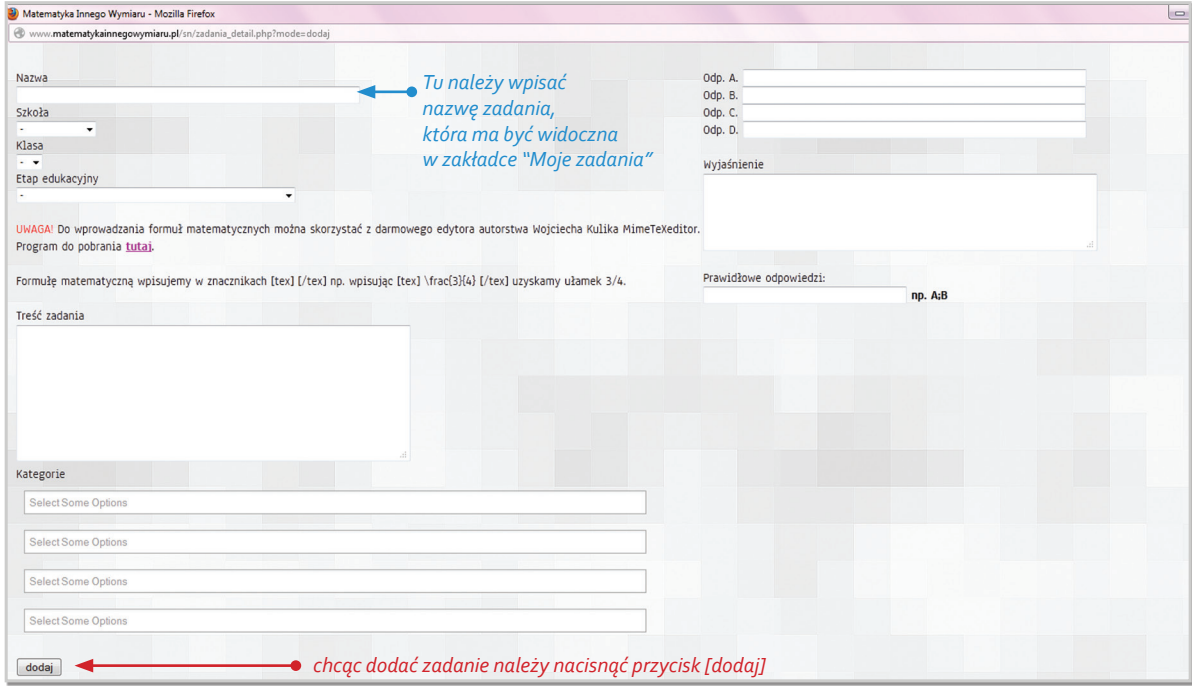 Matematyka Innego Wymiaru - Mozilla Firefox
www.matematykainnegowymiaru.pl/sn/zadania_detail.php?mode=dodaj
Nazwa
Tu należy wpisać
nazwę zadania,
która ma być widoczna
w zakładce "Moje zadania"
Szkoła
-
Klasa
-
Etap edukacyjny
-
UWAGA! Do wprowadzania formuł matematycznych można skorzystać z darmowego edytora autorstwa Wojciecha Kulika MimeTeXeditor.
Program do pobrania tutaj.
Formułę matematyczną wpisujemy w znacznikach [tex] [/tex] np. wpisując [tex] \frac{3}{4} [/tex] uzyskamy ułamek 3/4.
Treść zadania
Kategorie
Select Some Options
Select Some Options
Select Some Options
Select Some Options
dodaj
chcąc dodać zadanie należy nacisnąć przycisk [dodaj]
Odp. A.
Odp. B.
Odp. C.
Odp. D.
Wyjaśnienie
Prawidłowe odpowiedzi:
np. A;B